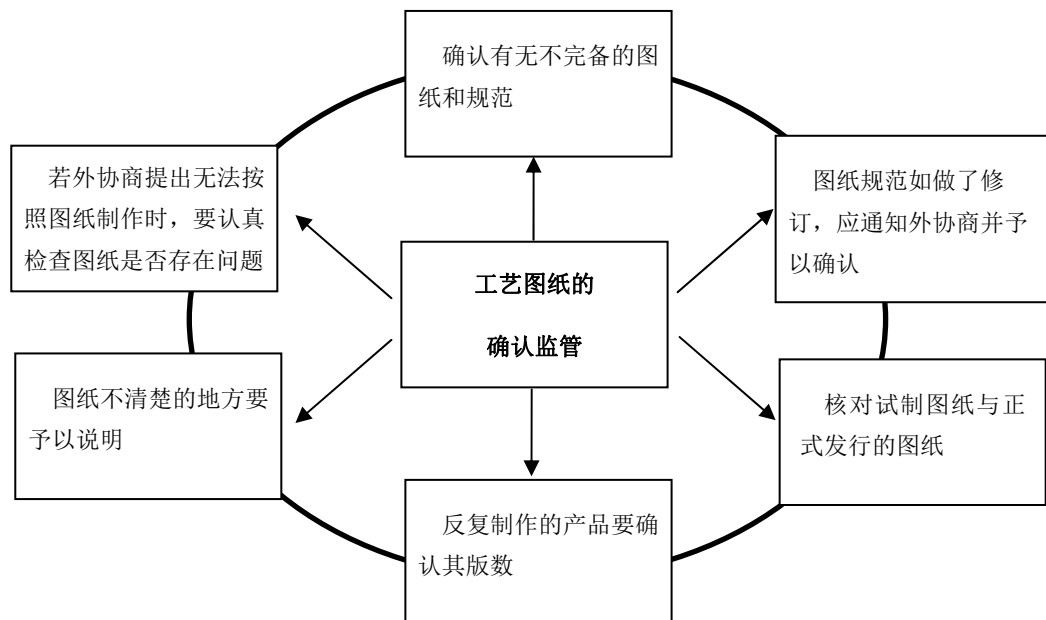 确认有无不完备的图
纸和规范
若外协商提出无法按
照图纸制作时，要认真
检查图纸是否存在问题
图纸规范如做了修
订，应通知外协商并予
以确认
工艺图纸的
确认监管
图纸不清楚的地方要
予以说明
核对试制图纸与正
式发行的图纸
反复制作的产品要确
认其版数